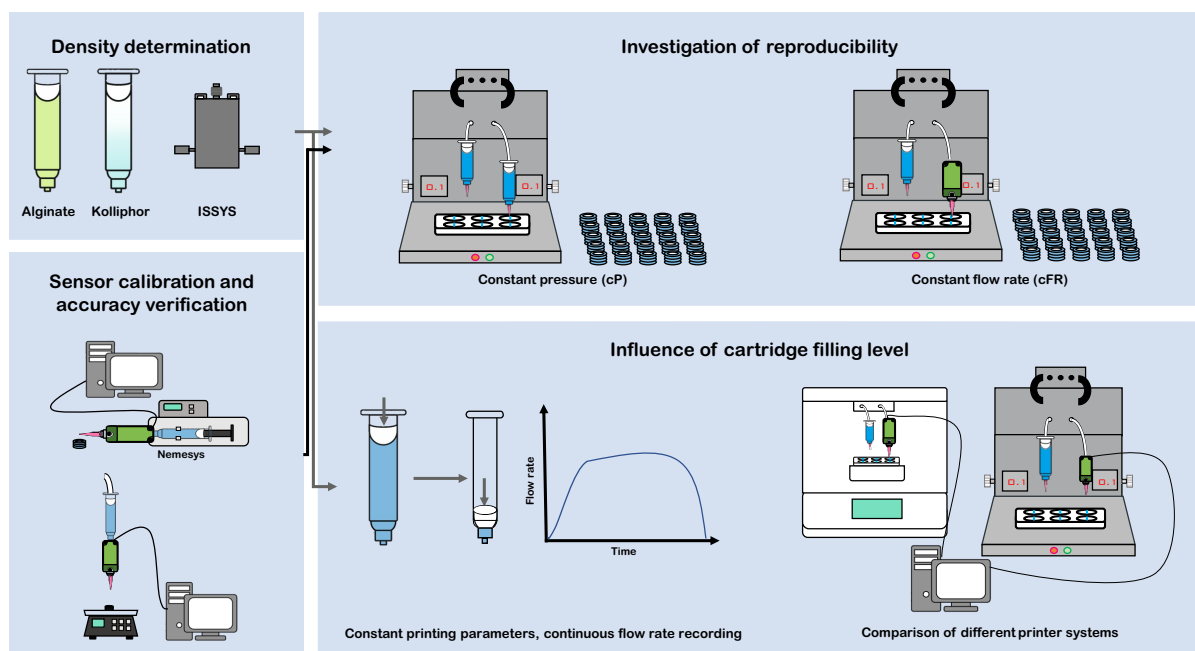 Density determination
Alginate
Kolliphor
ISSYS
Sensor calibration and
accuracy verification
Nemesys
Investigation of reproducibility
0.1
0.1
Constant pressure (cP)
0.1
0.1
Constant flow rate (cFR)
Influence of cartridge filling level
Flow rate
Time
Constant printing parameters, continuous flow rate recording
0.1
0.1
Comparison of different printer systems